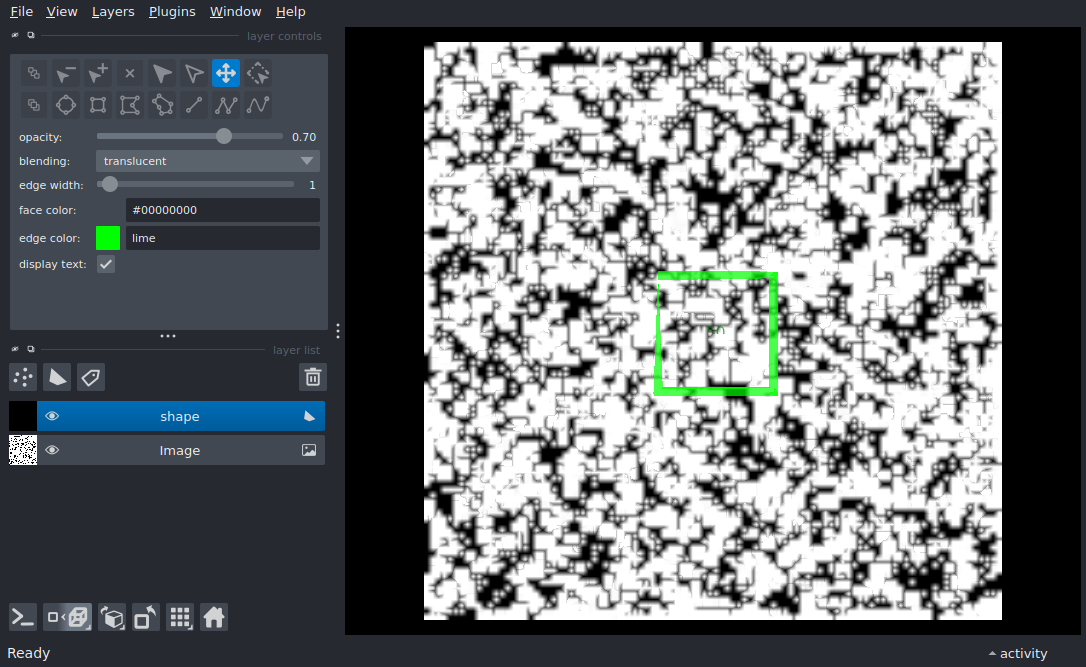 File View Layers Plugins Window Help
layer controls
opacity: 0.70
blending: translucent
edge width: 1
face color: #00000000
edge color: lime
display text:
layer list
shape
Image
Ready
activity